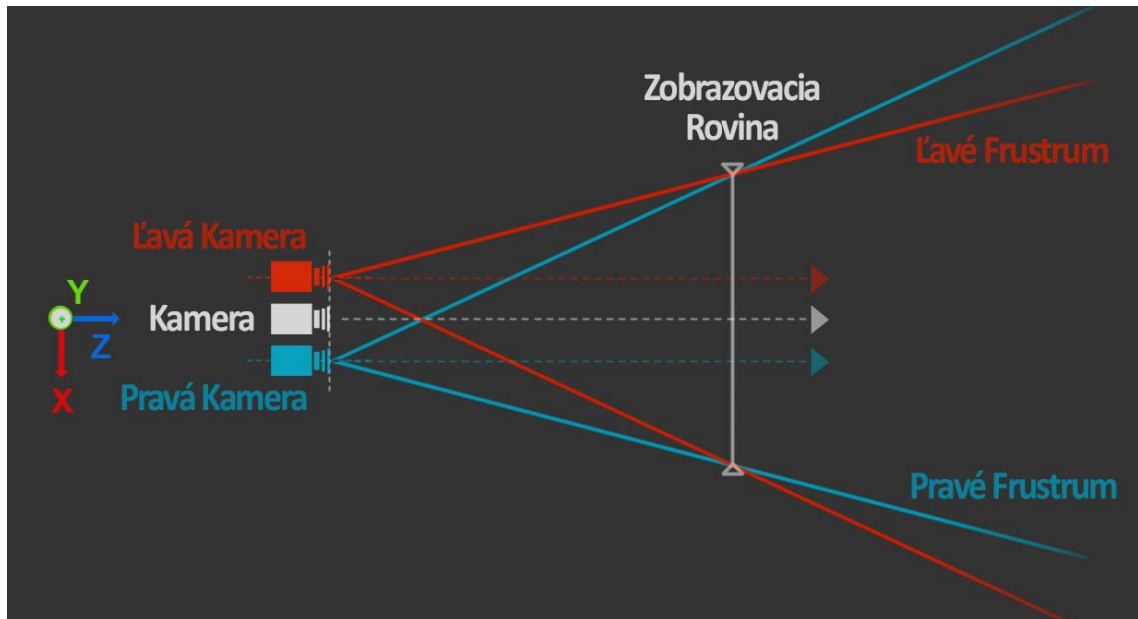 Zobrazovacia
Rovina
Ľavé Frustrum
Ľavá Kamera
Y
Kamera
Z
X
Pravá Kamera
Pravé Frustrum